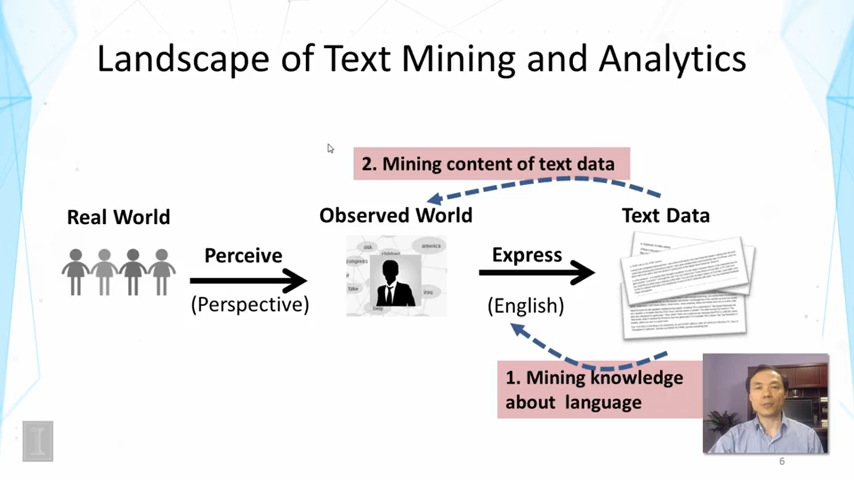 Landscape of Text Mining and Analytics
2. Mining content of text data
Real World
Observed World
Text Data
Perceive
(Perspective)
Express
(English)
1. Mining knowledge
about language
6